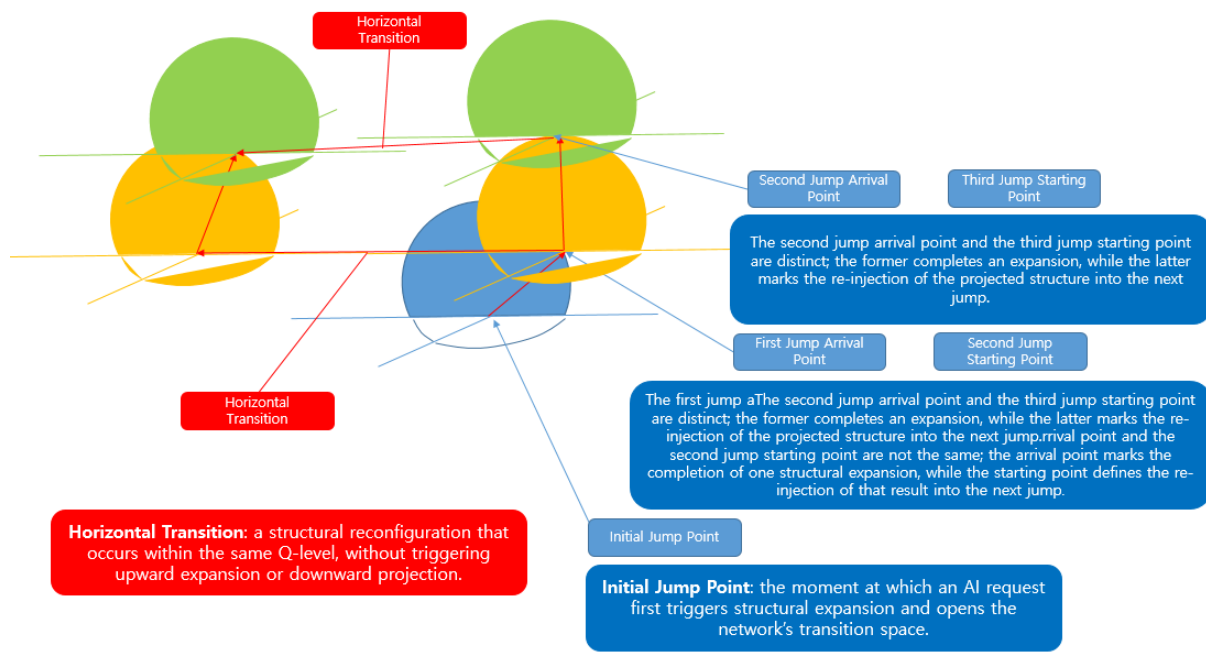 Horizontal
Transition
Second Jump Arrival
Point
Third Jump Starting
Point
The second jump arrival point and the third jump starting point
are distinct; the former completes an expansion, while the latter
marks the re-injection of the projected structure into the next
jump.
First Jump Arrival
Point
Second Jump
Starting Point
Horizontal
Transition
The first jump aThe second jump arrival point and the third jump starting point
are distinct; the former completes an expansion, while the latter marks the re-
injection of the projected structure into the next jump.rrival point and the
second jump starting point are not the same; the arrival point marks the
completion of one structural expansion, while the starting point defines the re-
injection of that result into the next jump.
Horizontal Transition: a structural reconfiguration that
occurs within the same Q-level, without triggering
upward expansion or downward projection.
Initial Jump Point
Initial Jump Point: the moment at which an AI request
first triggers structural expansion and opens the
network's transition space.